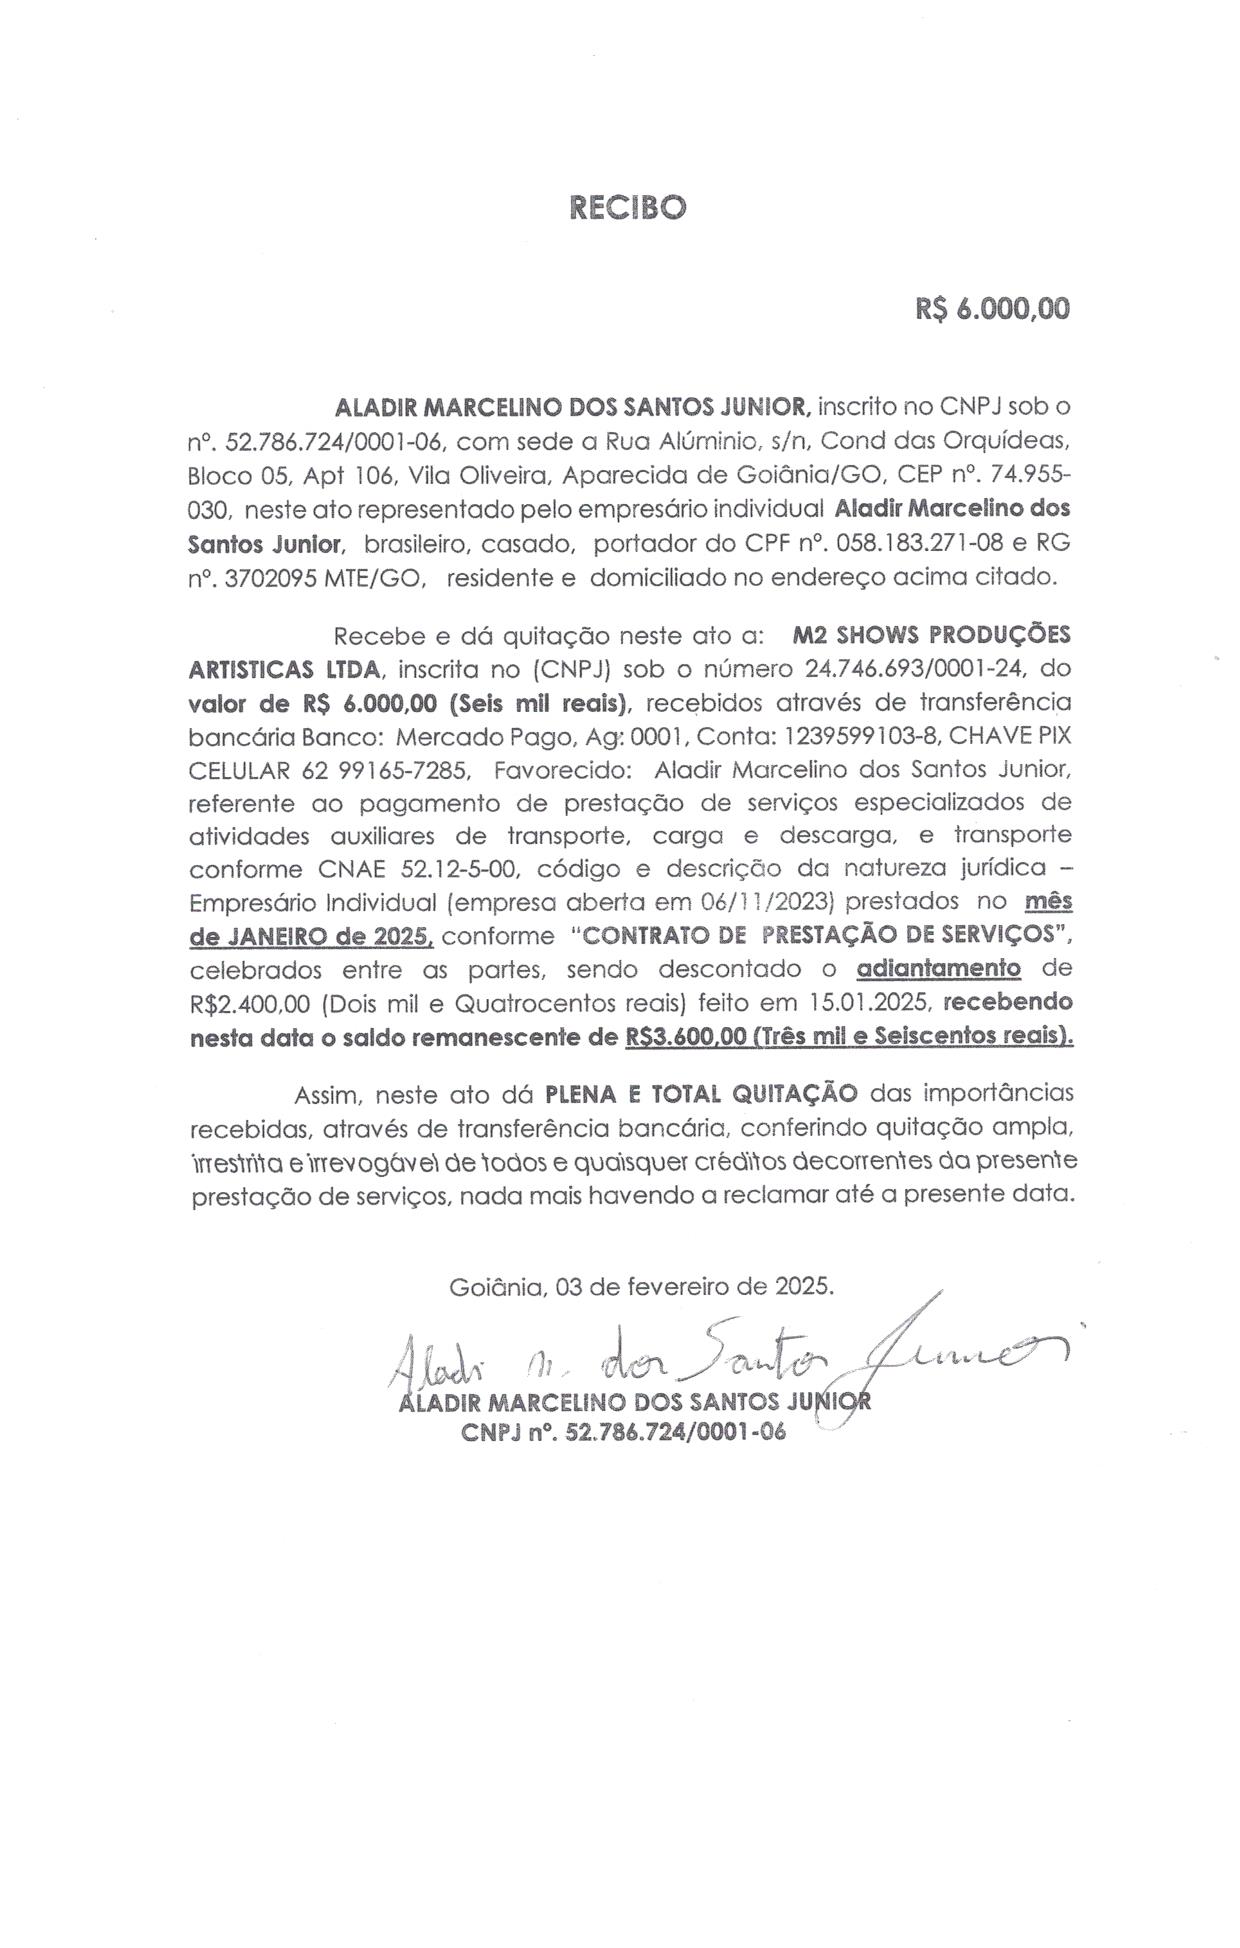 RECIBO
R$ 6.000,00
ALADIR MARCELINO DOS SANTOS JUNIOR, inscrito no CNPJ sob o
nº. 52.786.724/0001-06, com sede a Rua Alúminio, s/n, Cond das Orquídeas,
Bloco 05, Apt 106, Vila Oliveira, Aparecida de Goiânia/GO, CEP nº. 74.955-
030, neste ato representado pelo empresário individual Aladir Marcelino dos
Santos Junior, brasileiro, casado, portador do CPF nº. 058.183.271-08 e RG
nº. 3702095 MTE/GO, residente e domiciliado no endereço acima citado.
Recebe e dá quitação neste ato a: M2 SHOWS PRODUÇÕES
ARTISTICAS LTDA, inscrita no (CNPJ) sob o número 24.746.693/0001-24, do
valor de R$ 6.000,00 (Seis mil reais), recebidos através de transferência
bancária Banco: Mercado Pago, Ag: 0001, Conta: 1239599103-8, CHAVE PIX
CELULAR 62 99165-7285, Favorecido: Aladir Marcelino dos Santos Junior,
referente ao pagamento de prestação de serviços especializados de
atividades auxiliares de transporte, carga e descarga, e transporte
conforme CNAE 52.12-5-00, código e descrição da natureza jurídica –
Empresário Individual (empresa aberta em 06/11/2023) prestados no mês
de JANEIRO de 2025, conforme "CONTRATO DE PRESTAÇÃO DE SERVIÇOS",
celebrados entre as partes, sendo descontado o adiantamento de
R$2.400,00 (Dois mil e Quatrocentos reais) feito em 15.01.2025, recebendo
nesta data o saldo remanescente de R$3.600,00 (Três mil e Seiscentos reais).
Assim, neste ato dá PLENA E TOTAL QUITAÇÃO das importâncias
recebidas, através de transferência bancária, conferindo quitação ampla,
irrestrita e irrevogável de todos e quaisquer créditos decorrentes da presente
prestação de serviços, nada mais havendo a reclamar até a presente data.
Goiânia, 03 de fevereiro de 2025.
Aladi M. dos Santos Junior
ALADIR MARCELINO DOS SANTOS JUNIOR
CNPJ nº. 52.786.724/0001-06